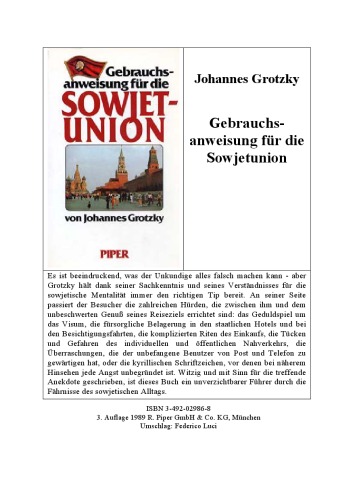 Gebrauchs-
anweisung für die
SOWJET-
UNION
von Johannes Grotzky
PIPER
Johannes Grotzky
Gebrauchs-
anweisung für die
Sowjetunion
Es ist beeindruckend, was der Unkundige alles falsch machen kann - aber
Grotzky hält dank seiner Sachkenntnis und seines Verständnisses für die
sowjetische Mentalität immer den richtigen Tip bereit. An seiner Seite
passiert der Besucher die zahlreichen Hürden, die zwischen ihm und dem
unbeschwerten Genuß seines Reiseziels errichtet sind: das Geduldspiel um
das Visum, die fürsorgliche Belagerung in den staatlichen Hotels und bei
den Besichtigungsfahrten, die komplizierten Riten des Einkaufs, die Tücken
und Gefahren des individuellen und öffentlichen Nahverkehrs, die
Überraschungen, die der unbefangene Benutzer von Post und Telefon zu
gewärtigen hat, oder die kyrillischen Schriftzeichen, vor denen bei näherem
Hinsehen jede Angst unbegründet ist. Witzig und mit Sinn für die treffende
Anekdote geschrieben, ist dieses Buch ein unverzichtbarer Führer durch die
Fährnisse des sowjetischen Alltags.
ISBN 3-492-02986-8
3. Auflage 1989 R. Piper GmbH & Co. KG, München
Umschlag: Federico Luci